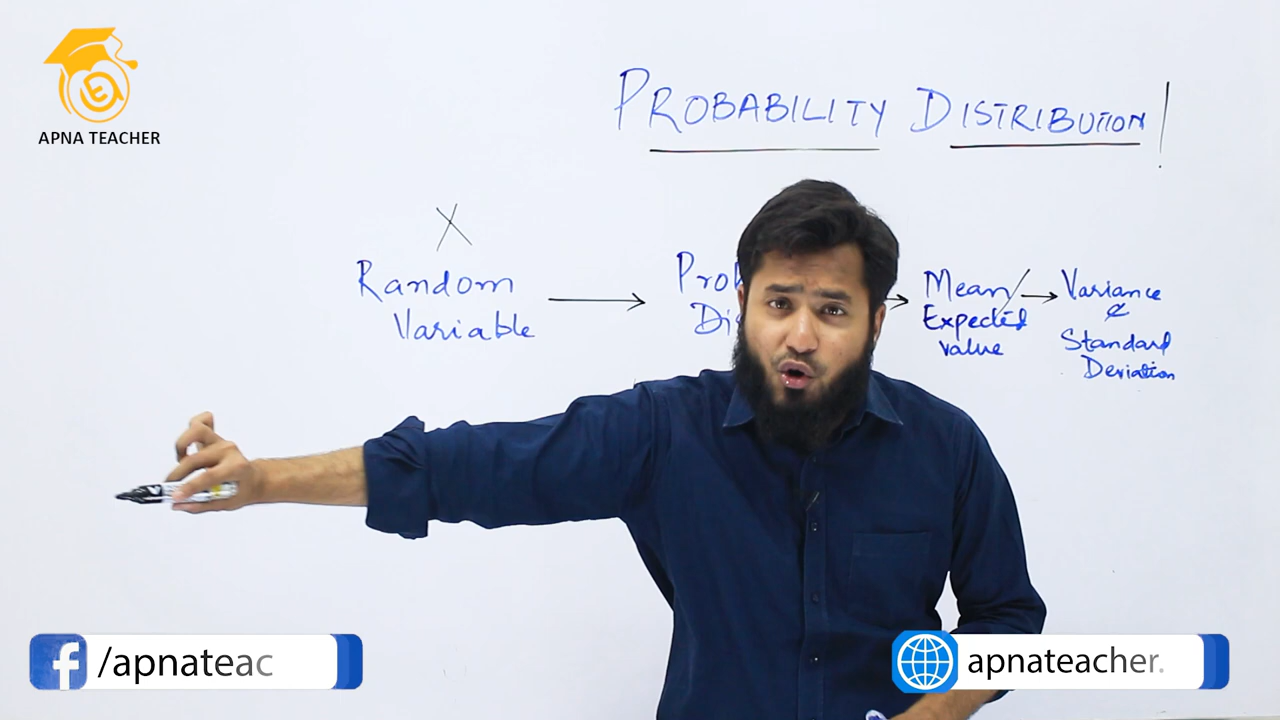 APNA TEACHER
PROBABILITY DISTRIBUTION
X
Random
Variable
Mean
Expected
value
Variance
&
Standard
Deviation
/apnateac
apnateacher.